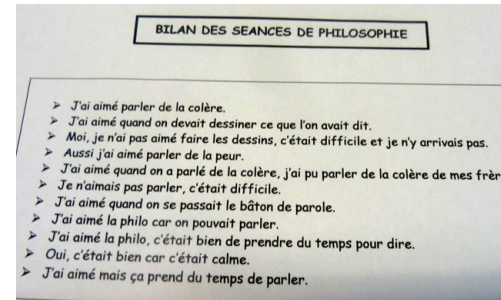 BILAN DES SEANCES DE PHILOSOPHIE
➢ J'ai aimé parler de la colère.
➢ J'ai aimé quand on devait dessiner ce que l'on avait dit.
➢ Moi, je n'ai pas aimé faire les dessins, c'était difficile et je n'y arrivais pas.
➢ Aussi j'ai aimé parler de la peur.
➢ J'ai aimé quand on a parlé de la colère, j'ai pu parler de la colère de mes frèr
➢ Je n'aimais pas parler, c'était difficile.
➢ J'ai aimé quand on se passait le bâton de parole.
➢ J'ai aimé la philo car on pouvait parler.
➢ J'ai aimé la philo, c'était bien de prendre du temps pour dire.
➢ Oui, c'était bien car c'était calme.
➢ J'ai aimé mais ça prend du temps de parler.